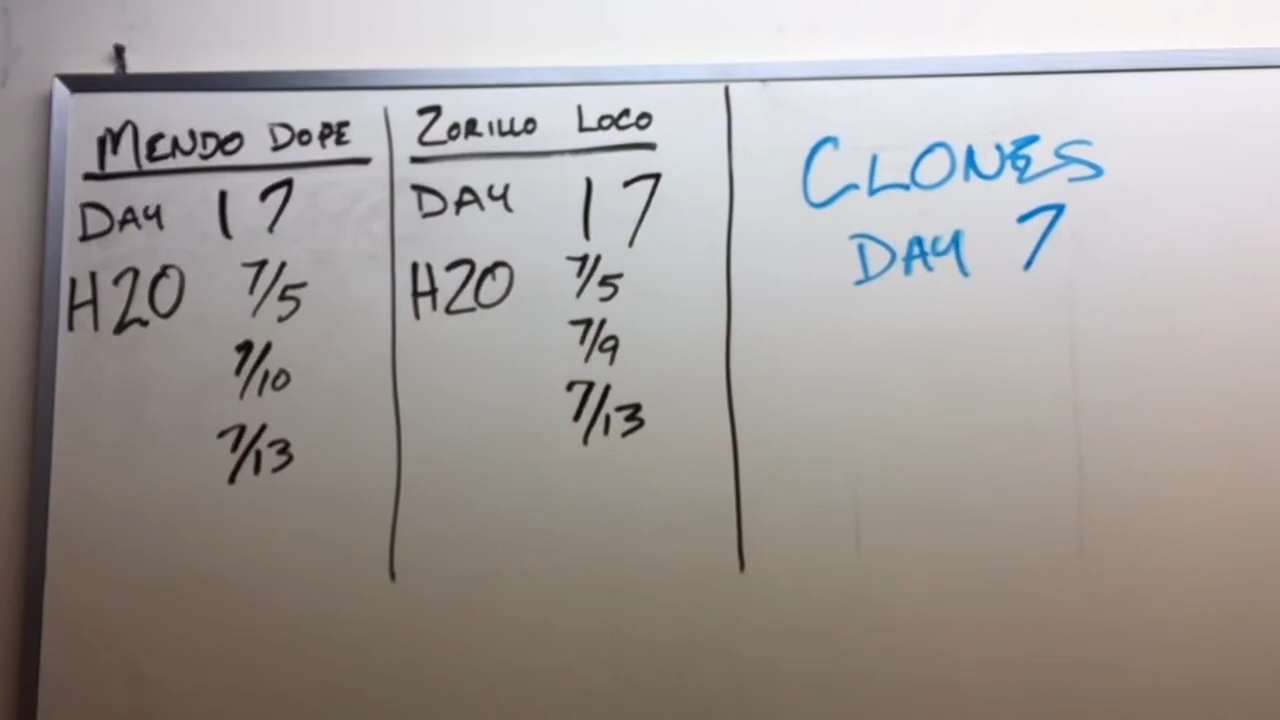 MENDO DOPE
DAY 17
H2O 7/5
7/10
7/13
ZORILLO LOCO
DAY 17
H2O 7/5
7/9
7/13
CLONES
DAY 7